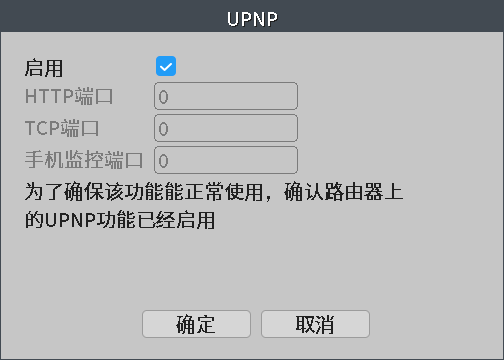 UPNP
启用
HTTP端口 0
TCP端口 0
手机监控端口 0
为了确保该功能能正常使用，确认路由器上
的UPNP功能已经启用
确定 取消